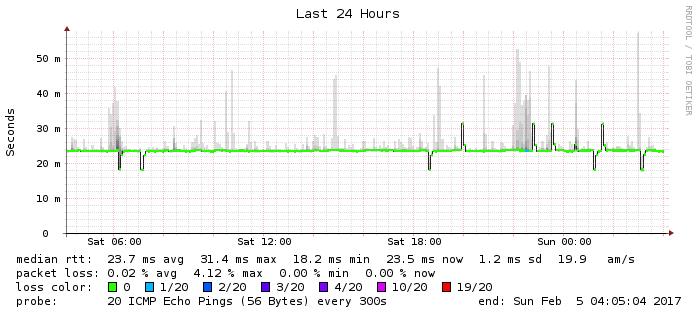 Last 24 Hours
RRDTOOL / TOBI OETIKER
Seconds
50 m
40 m
30 m
20 m
10 m
0
Sat 06:00 Sat 12:00 Sat 18:00 Sun 00:00
median rtt: 23.7 ms avg 31.4 ms max 18.2 ms min 23.5 ms now 1.2 ms sd 19.9 am/s
packet loss: 0.02 % avg 4.12 % max 0.00 % min 0.00 % now
loss color: 0 1/20 2/20 3/20 4/20 10/20 19/20
probe: 20 ICMP Echo Pings (56 Bytes) every 300s end: Sun Feb 5 04:05:04 2017